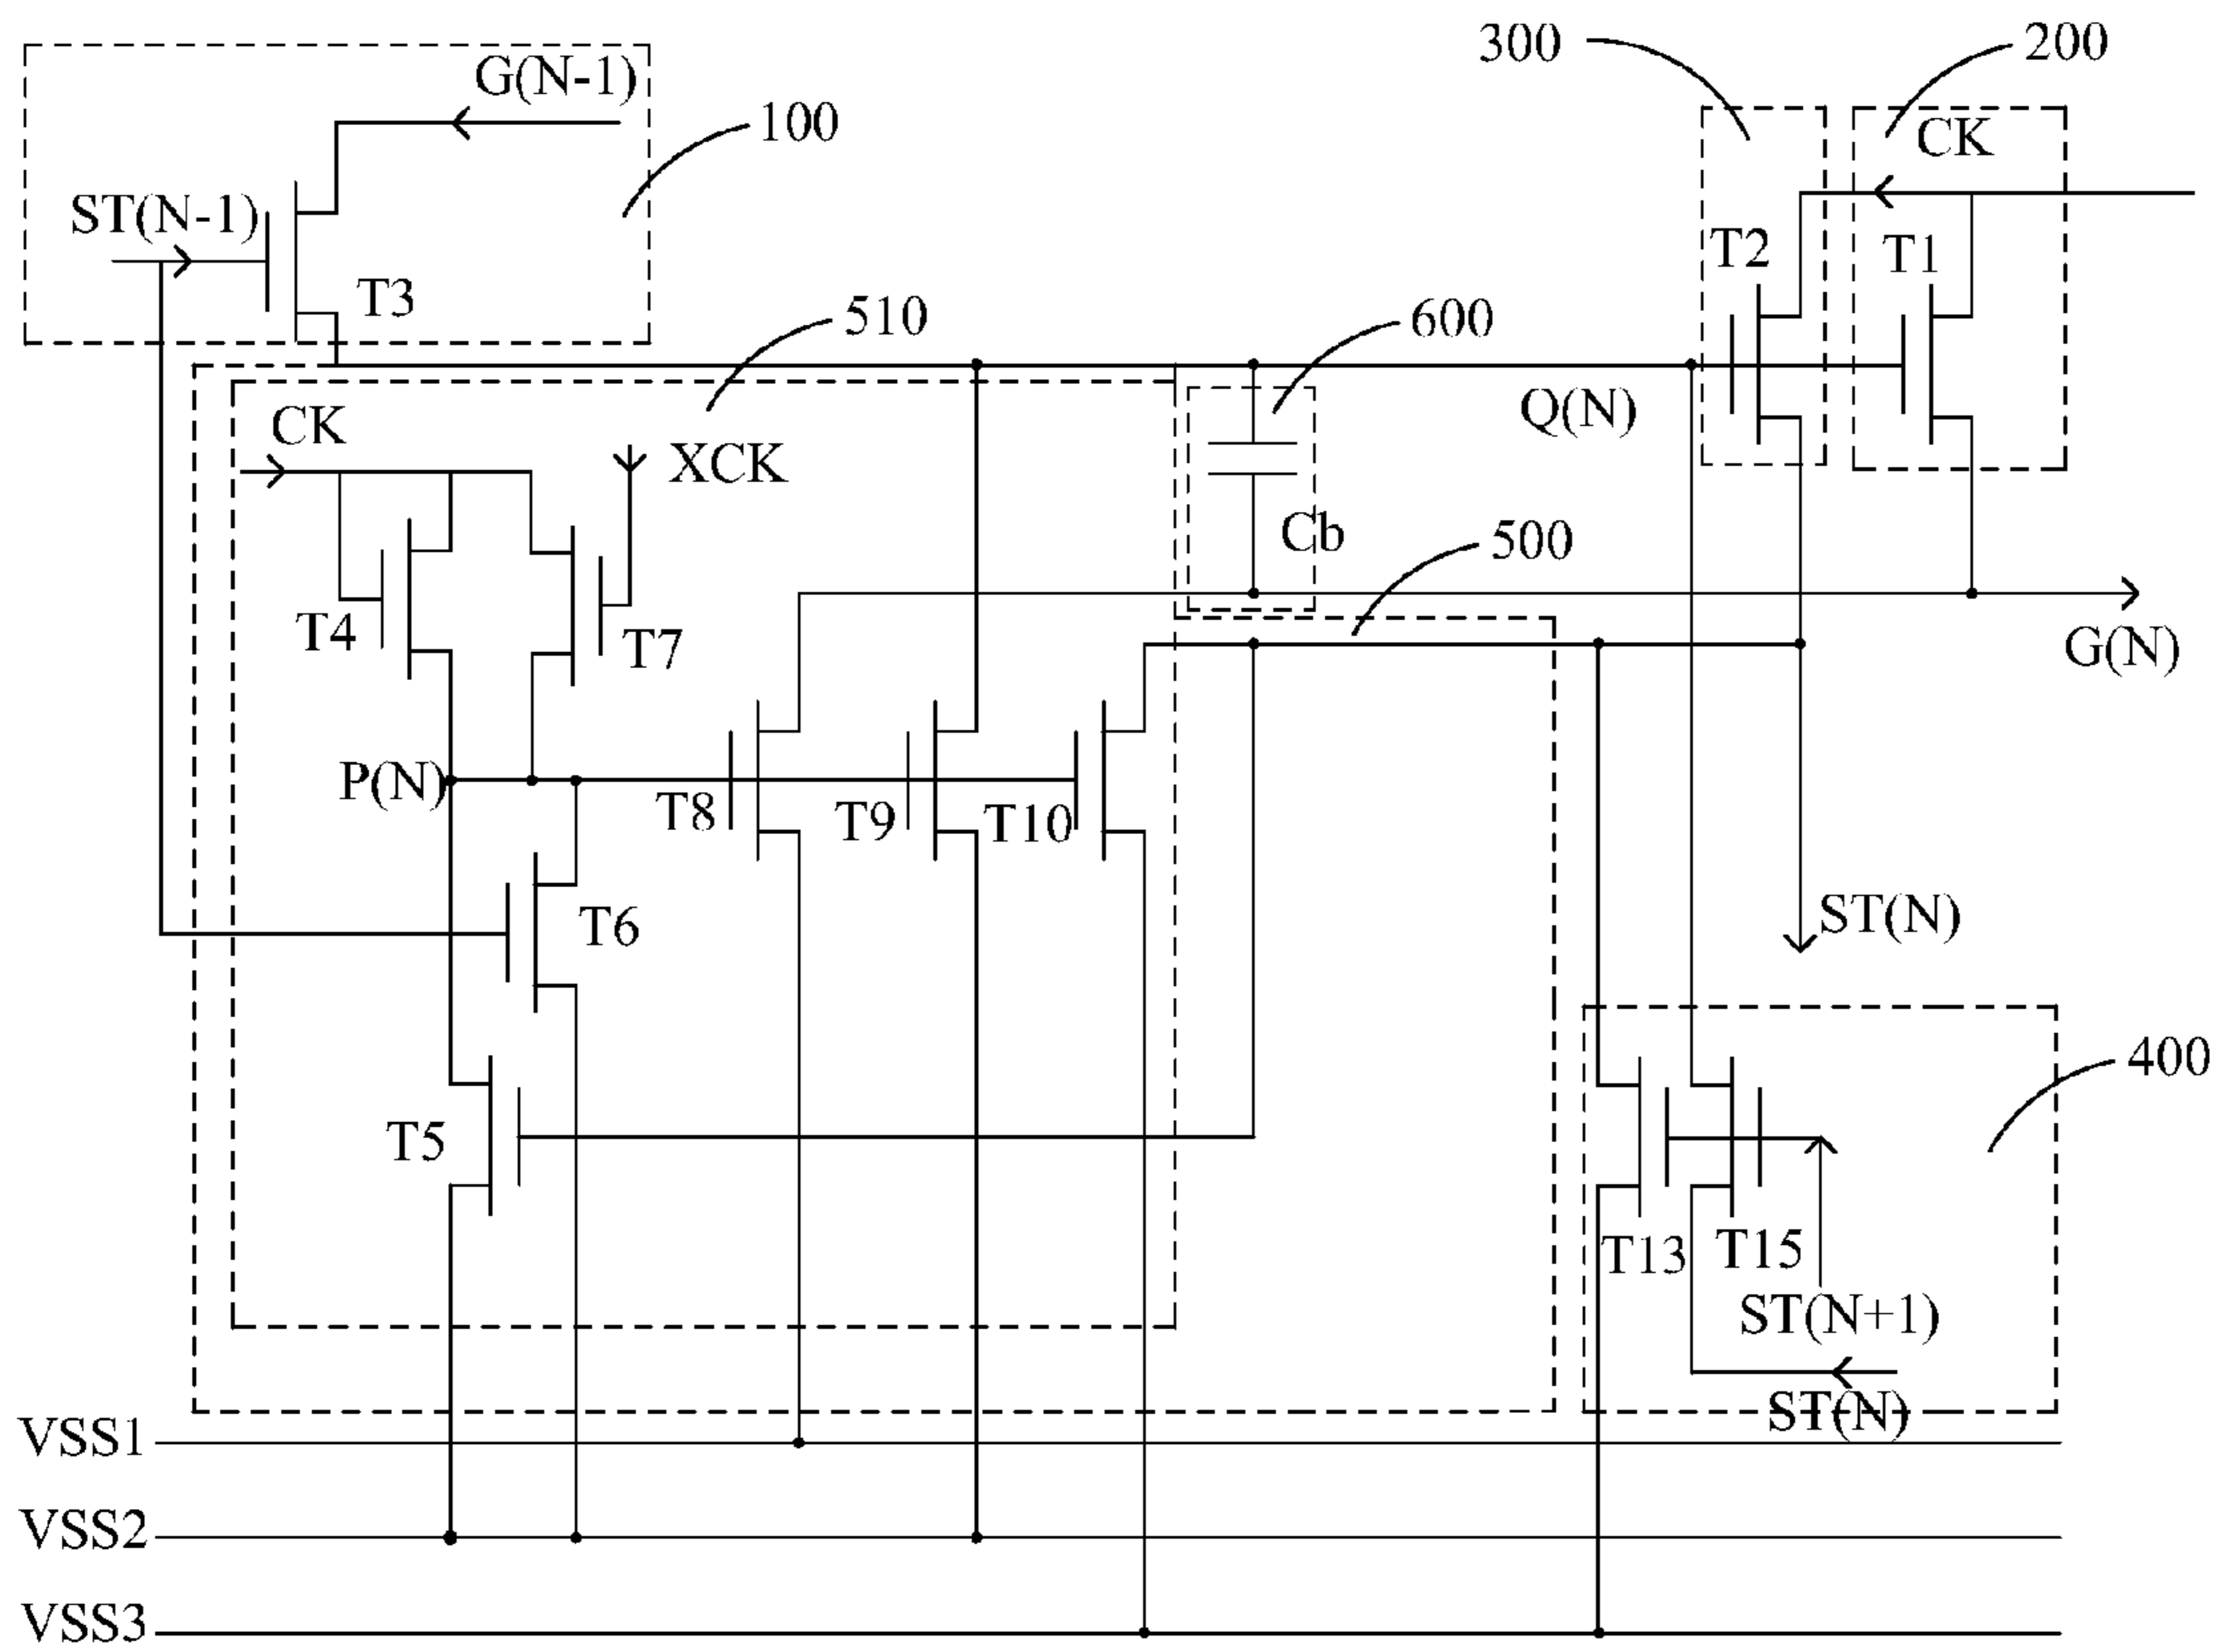 300
200
G(N-1)
100
CK
ST(N-1)
T2
T1
T3
510
600
CK
Q(N)
XCK
Cb
500
T4
T7
G(N)
P(N)
T8
T9
T10
T6
ST(N)
400
T5
T13
T15
ST(N+1)
ST(N)
VSS1
VSS2
VSS3